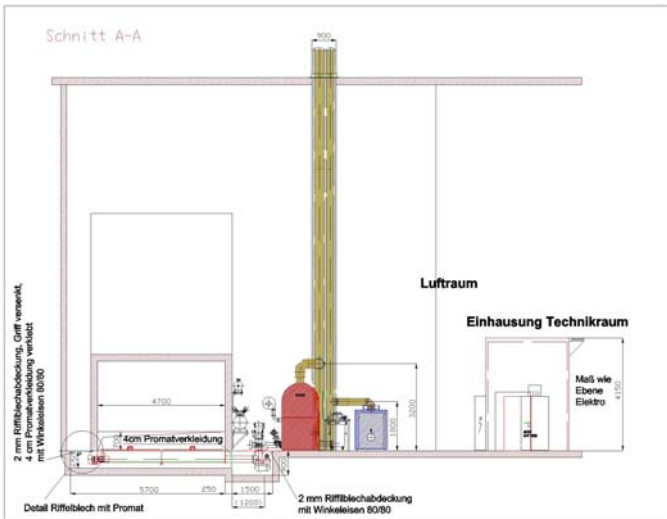 Schnitt A-A
900
Luftraum
Einhausung Technikraum
Maß wie
Ebene
Elektro
4150
3200
1800
4700
2 mm Riffilblechabdeckung, Griff versenkt,
4 cm Promatverkleidung verklebt
mit Winkeleisen 80/80
4cm Promatverkleidung
5700
250
1500
(1200)
Detail Riffelblech mit Promat
2 mm Riffilblechabdeckung
mit Winkeleisen 80/80